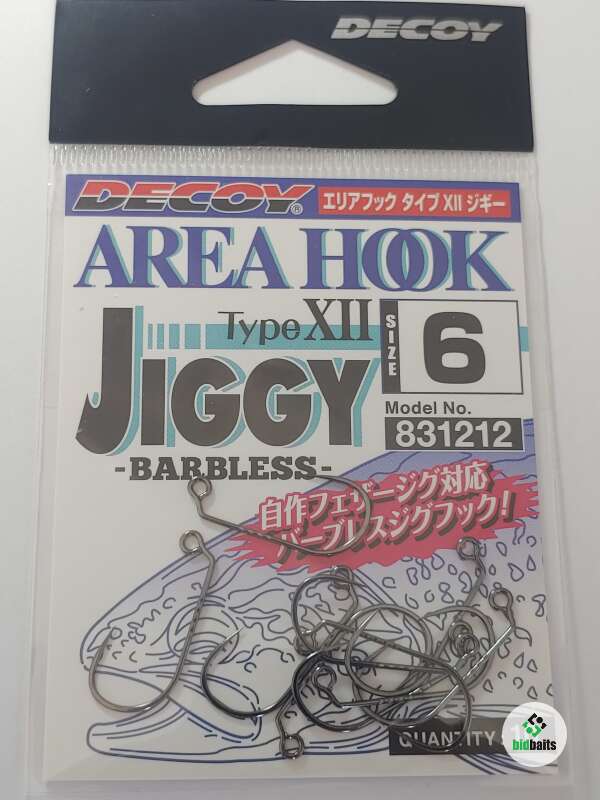 DECOY
DECOY®
エリアフック タイプXII ジギー
AREA HOOK
Type XII
JIGGY
-BARBLESS-
SIZE
6
Model No.
831212
自作フェザージグ対応
バーブレスジグフック!
QUANTITY
bidbaits